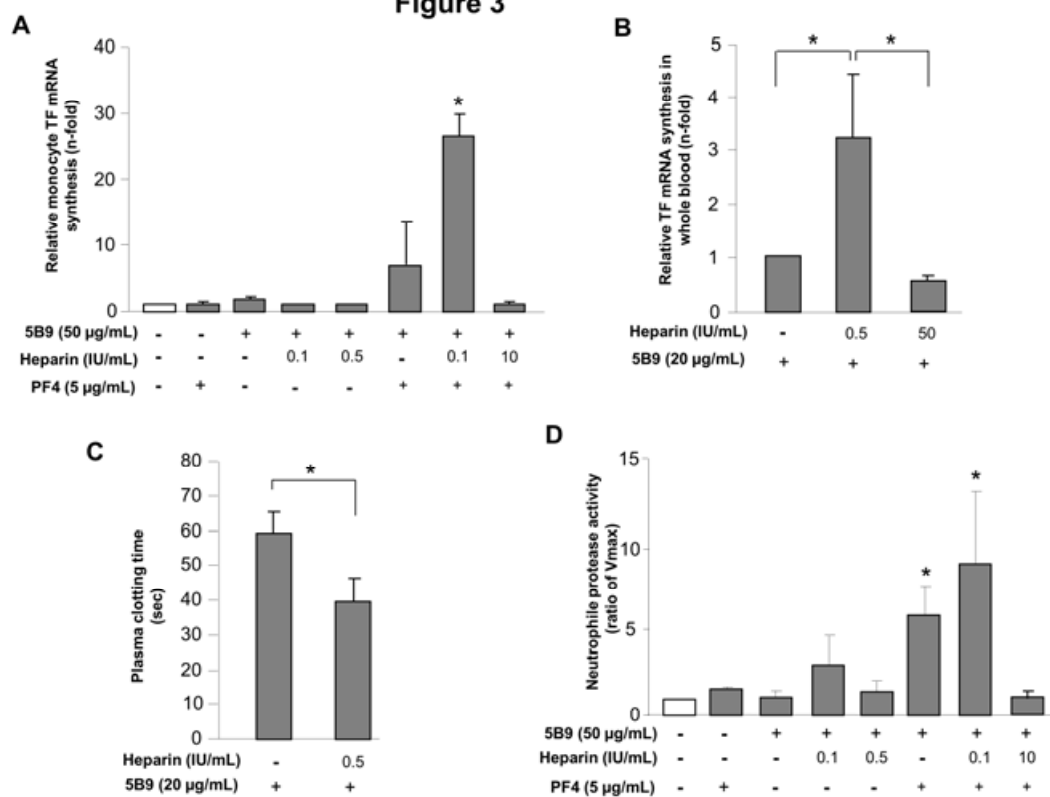 Figure 3
A
Relative monocyte TF mRNA
synthesis (n-fold)
40
30
20
10
0
*
5B9 (50 µg/mL) - - + + + + + +
Heparin (IU/mL) - - - 0.1 0.5 - 0.1 10
PF4 (5 µg/mL) - + - - - + + +
B
Relative TF mRNA synthesis in
whole blood (n-fold)
5
4
3
2
1
0
* *
Heparin (IU/mL) - 0.5 50
5B9 (20 µg/mL) + + +
C
Plasma clotting time
(sec)
80
70
60
50
40
30
20
10
0
*
Heparin (IU/mL) - 0.5
5B9 (20 µg/mL) + +
D
Neutrophile protease activity
(ratio of Vmax)
15
10
5
0
* *
5B9 (50 µg/mL) - - + + + + + +
Heparin (IU/mL) - - - 0.1 0.5 - 0.1 10
PF4 (5 µg/mL) - + - - - + + +